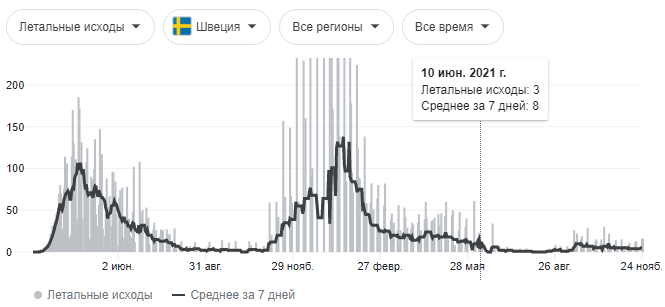 Летальные исходы
Швеция
Все регионы
Все время
10 июн. 2021 г.
Летальные исходы: 3
Среднее за 7 дней: 8
200
150
100
50
0
2 июн.
31 авг.
29 нояб.
27 февр.
28 мая
26 авг.
24 нояб.
Летальные исходы
Среднее за 7 дней